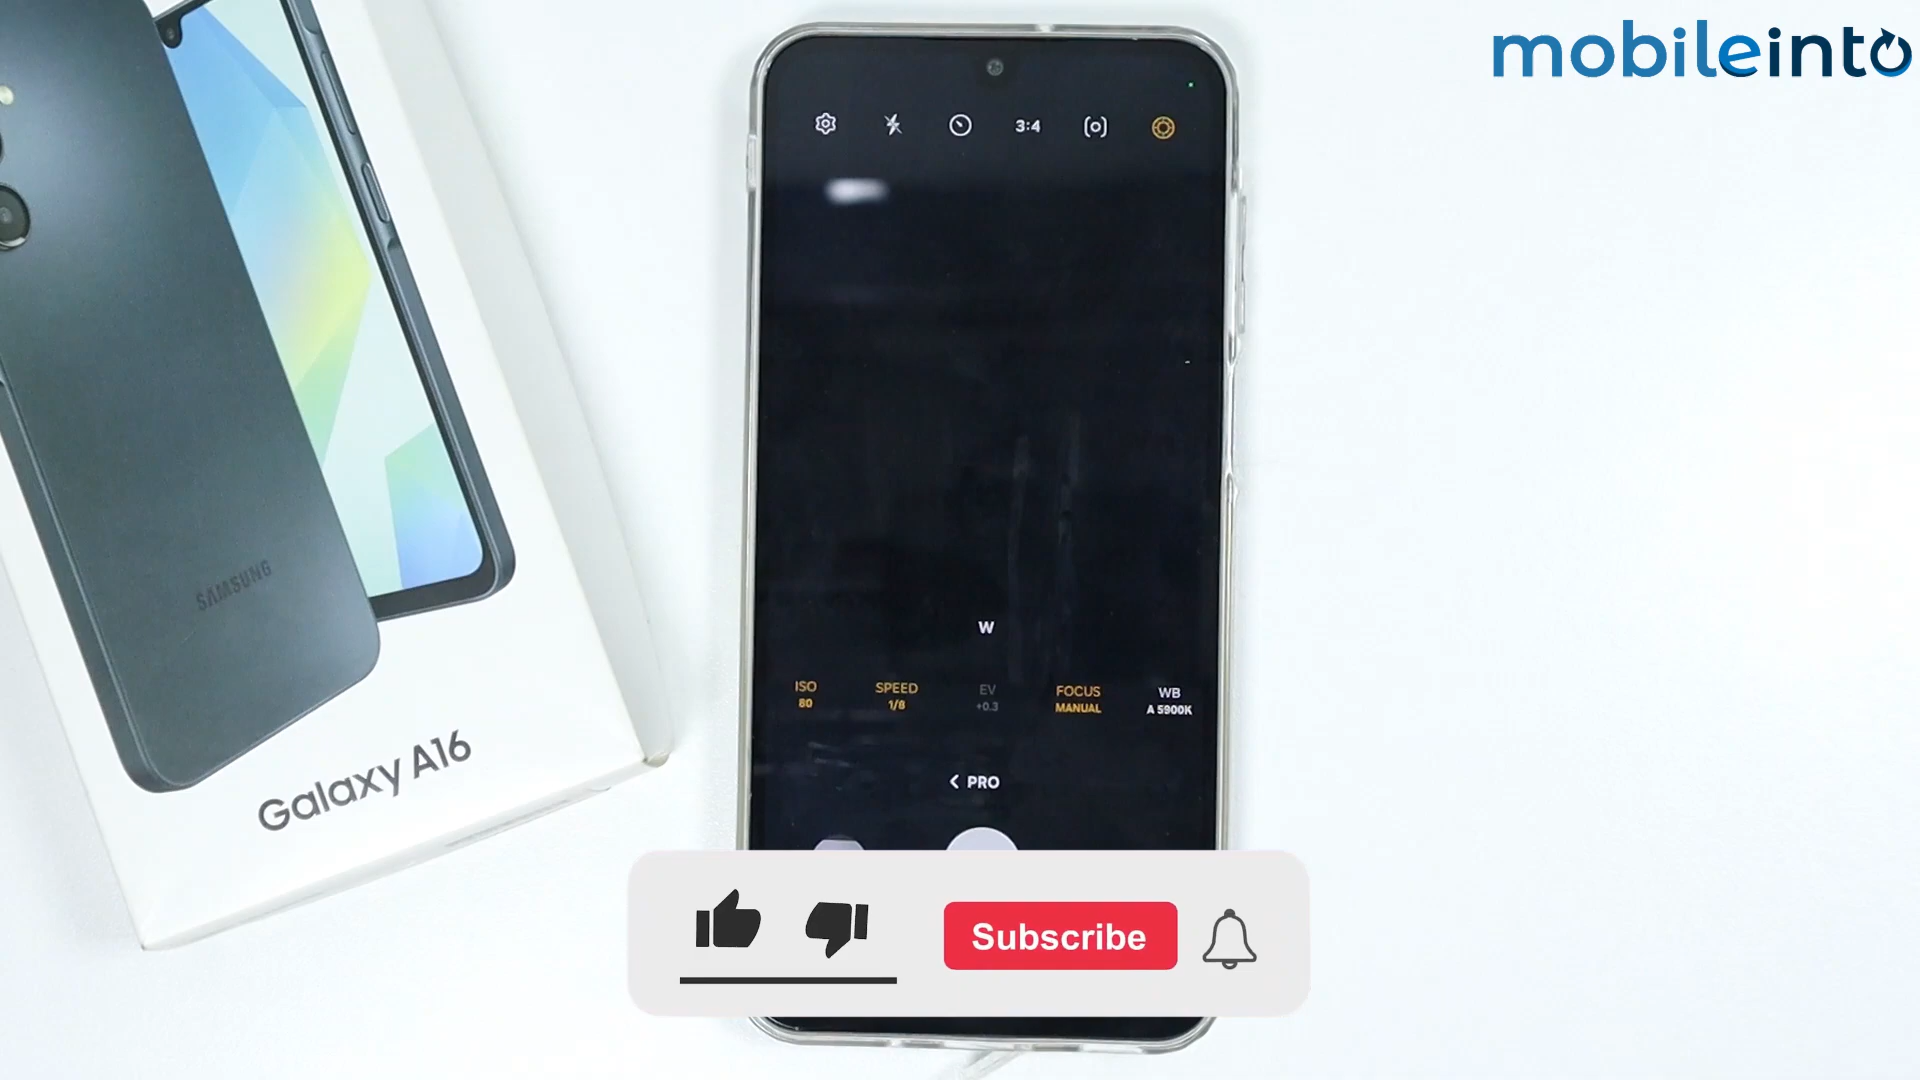 mobileinto
3:4
W
ISO SPEED EV FOCUS WB
80 1/8 +0.3 MANUAL A 5900K
< PRO
SAMSUNG
Galaxy A16
Subscribe